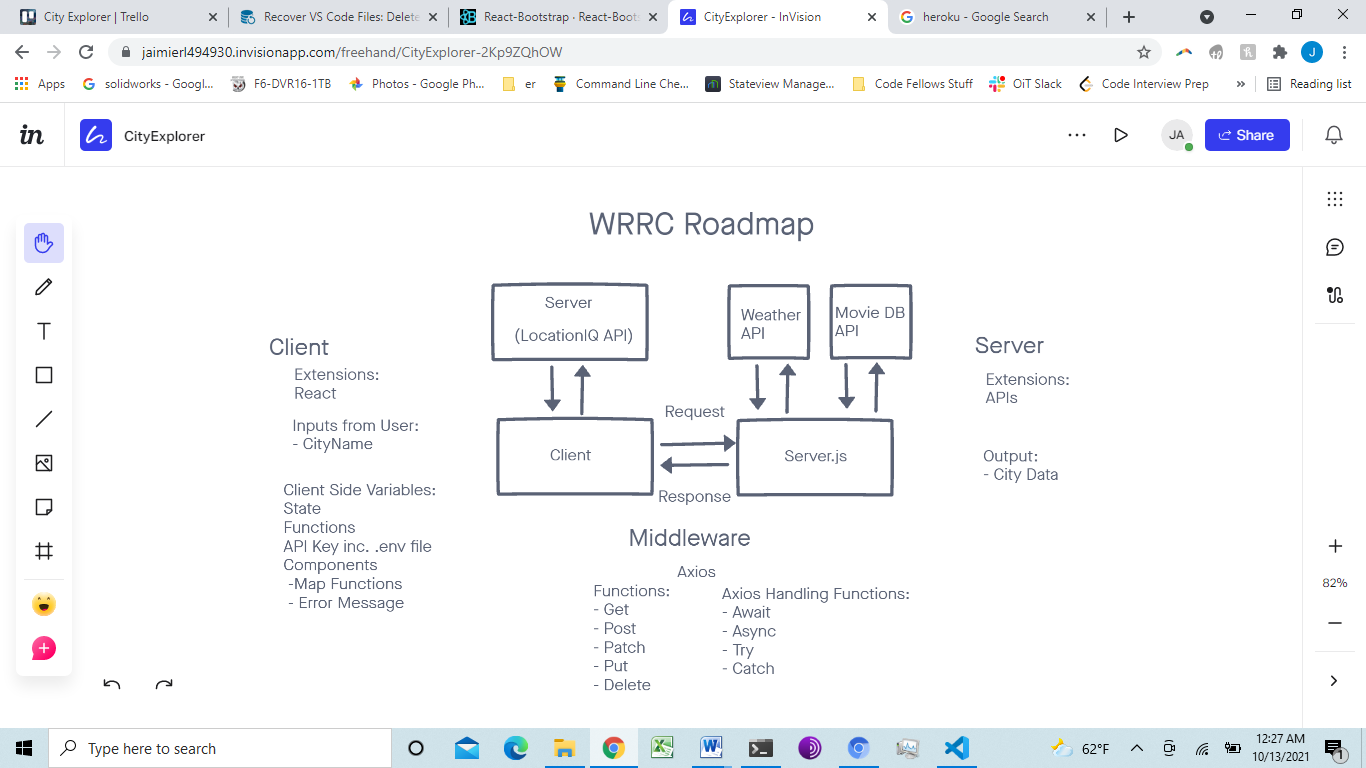 City Explorer | Trello
Recover VS Code Files: Delete
React-Bootstrap · React-Boots
CityExplorer - InVision
heroku - Google Search
jaimierl494930.invisionapp.com/freehand/CityExplorer-2Kp9ZQhOW
J
Apps
solidworks - Googl...
F6-DVR16-1TB
Photos - Google Ph...
er
Command Line Che...
Stateview Manage...
Code Fellows Stuff
OiT Slack
Code Interview Prep
»
Reading list
in
CityExplorer
JA
Share
WRRC Roadmap
Server
(LocationIQ API)
Weather
API
Movie DB
API
Client
Extensions:
React
Inputs from User:
- CityName
Client Side Variables:
State
Functions
API Key inc. .env file
Components
-Map Functions
- Error Message
Request
Client
Server.js
Response
Server
Extensions:
APIs
Output:
- City Data
Middleware
Axios
Functions:
- Get
- Post
- Patch
- Put
- Delete
Axios Handling Functions:
- Await
- Async
- Try
- Catch
T
82%
Type here to search
62°F
12:27 AM
10/13/2021
1